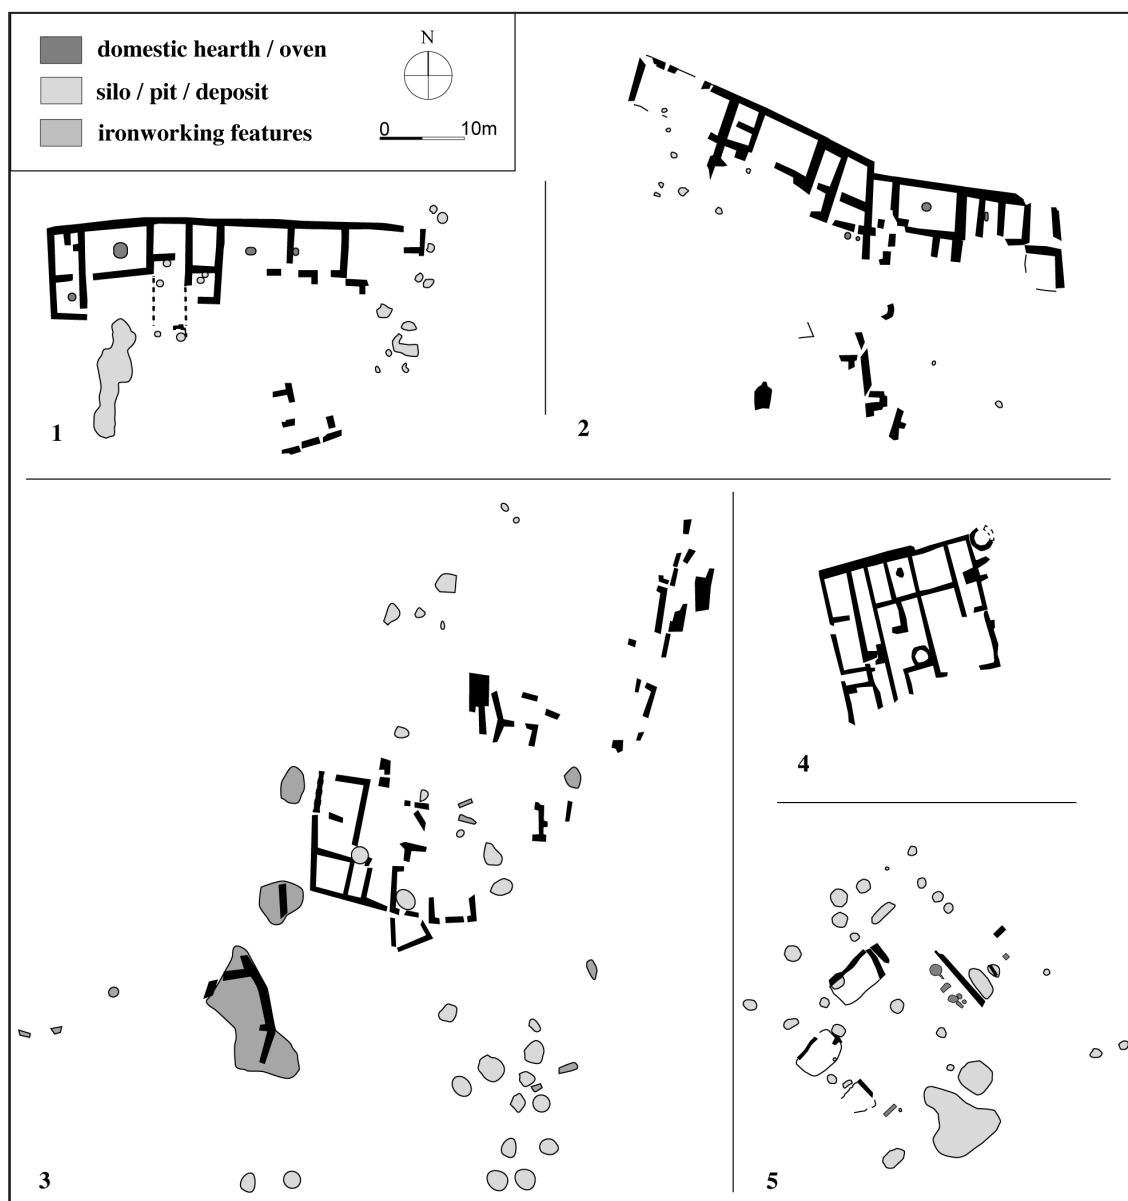 domestic hearth / oven
silo / pit / deposit
ironworking features
N
0 10m
1
2
3
4
5